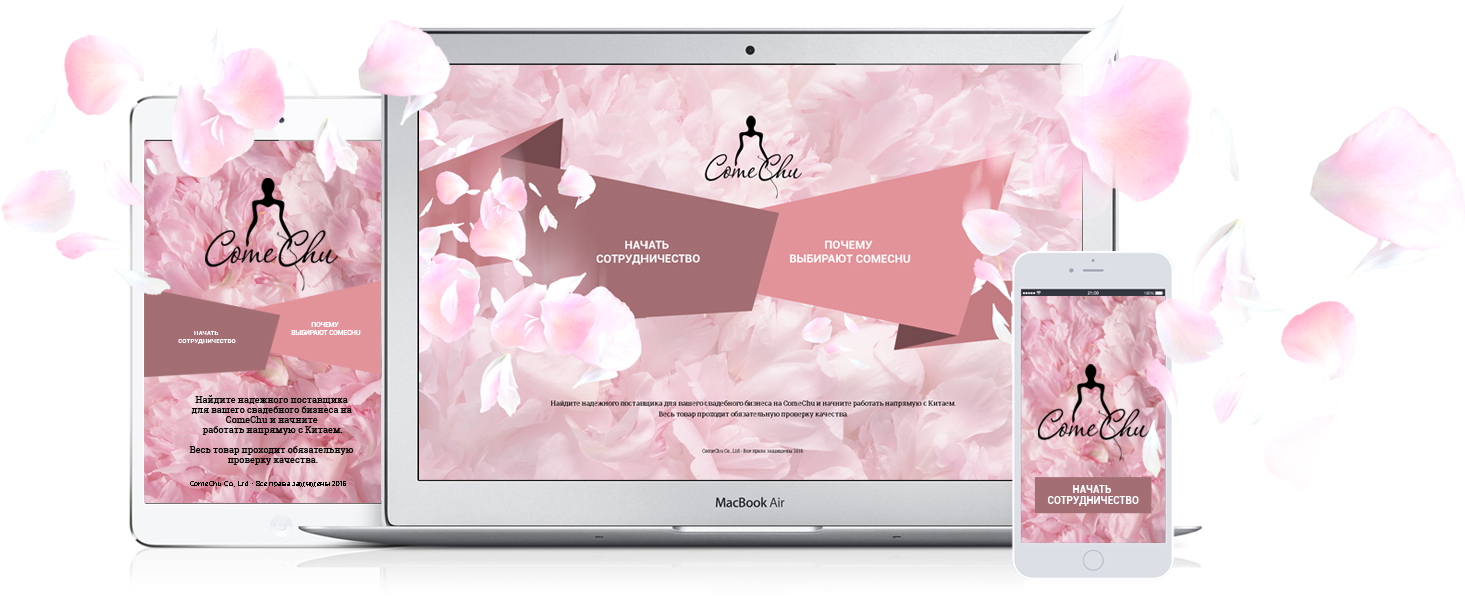 ComeChu
НАЧАТЬ
СОТРУДНИЧЕСТВО
ПОЧЕМУ
ВЫБИРАЮТ COMECHU
Найдите надежного поставщика
для вашего свадебного бизнеса на
ComeChu и начните
работать напрямую с Китаем.
Весь товар проходит обязательную
проверку качества.
ComeChu Co., Ltd - Все права защищены 2016
ComeChu
НАЧАТЬ
СОТРУДНИЧЕСТВО
ПОЧЕМУ
ВЫБИРАЮТ COMECHU
Найдите надежного поставщика для вашего свадебного бизнеса на ComeChu и начните работать напрямую с Китаем.
Весь товар проходит обязательную проверку качества.
ComeChu Co., Ltd - Все права защищены 2016
MacBook Air
21:00
100%
ComeChu
НАЧАТЬ
СОТРУДНИЧЕСТВО